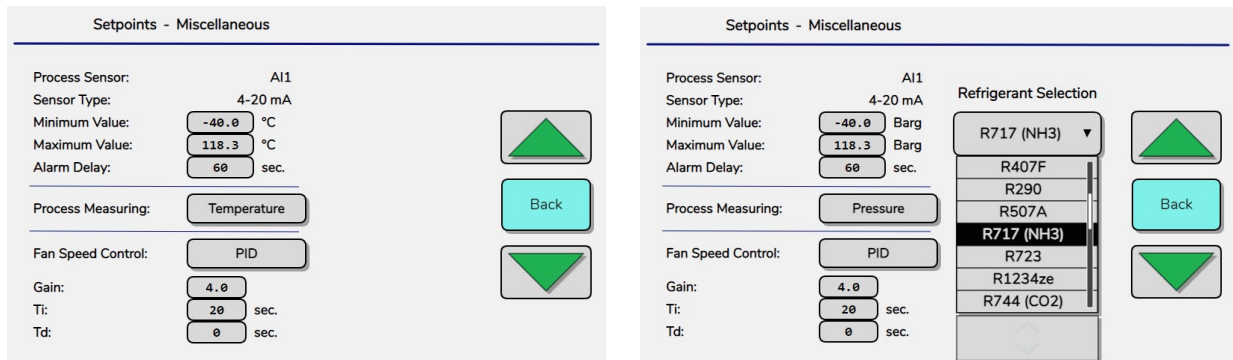 Setpoints - Miscellaneous
Process Sensor: AI1
Sensor Type: 4-20 mA
Minimum Value: -40.0 °C
Maximum Value: 118.3 °C
Alarm Delay: 60 sec.
Process Measuring: Temperature
Fan Speed Control: PID
Gain: 4.0
Ti: 20 sec.
Td: 0 sec.
Back
Setpoints - Miscellaneous
Process Sensor: AI1
Sensor Type: 4-20 mA
Minimum Value: -40.0 Barg
Maximum Value: 118.3 Barg
Alarm Delay: 60 sec.
Process Measuring: Pressure
Fan Speed Control: PID
Gain: 4.0
Ti: 20 sec.
Td: 0 sec.
Refrigerant Selection
R717 (NH3)
R407F
R290
R507A
R717 (NH3)
R723
R1234ze
R744 (CO2)
Back